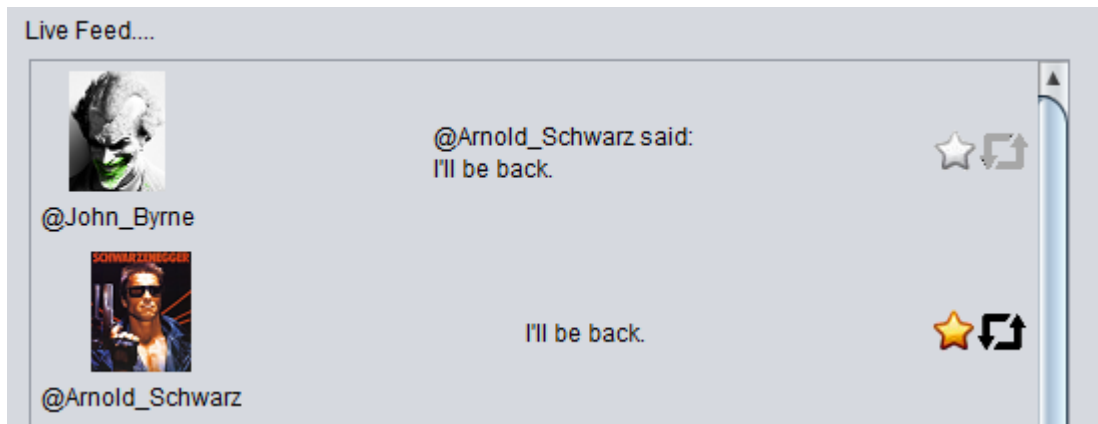 Live Feed....
@Arnold_Schwarz said:
I'll be back.
@John_Byrne
SCHWARZENEGGER
I'll be back.
@Arnold_Schwarz